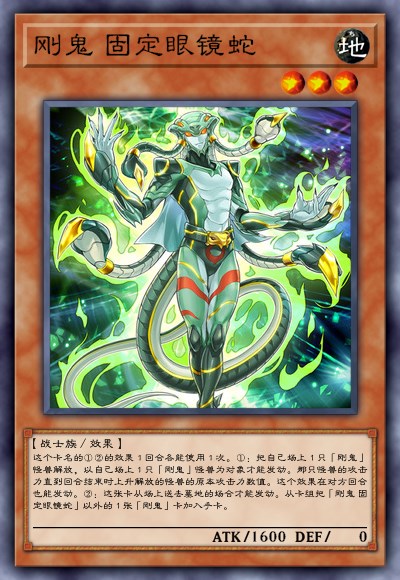 刚鬼 固定眼镜蛇
地
【战士族／效果】
这个卡名的①②的效果1回合各能使用1次。①：把自己场上1只「刚鬼」
怪兽解放，以自己场上1只「刚鬼」怪兽为对象才能发动。那只怪兽的攻击
力直到回合结束时上升解放的怪兽的原本攻击力数值。这个效果在对方回合
也能发动。②：这张卡从场上送去墓地的场合才能发动。从卡组把「刚鬼 固
定眼镜蛇」以外的1张「刚鬼」卡加入手卡。
ATK/1600 DEF/ 0